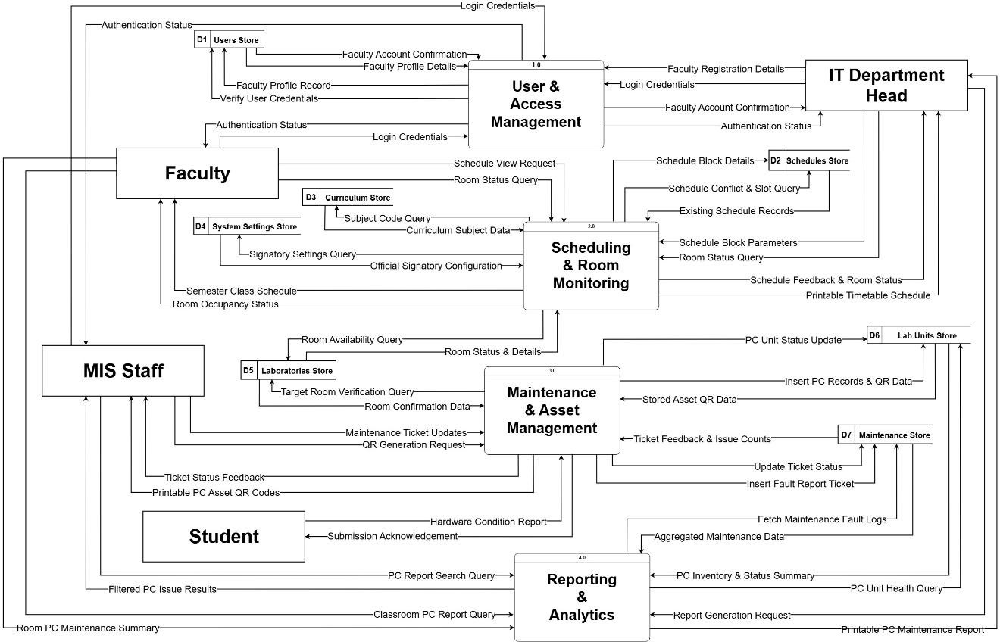 Login Credentials
Authentication Status
D1 Users Store
Faculty Account Confirmation
Faculty Profile Details
Faculty Profile Record
Verify User Credentials
1.0
User &
Access
Management
Faculty Registration Details
Login Credentials
Faculty Account Confirmation
Authentication Status
IT Department
Head
Authentication Status
Login Credentials
Faculty
Schedule View Request
Room Status Query
Schedule Block Details
D2 Schedules Store
Schedule Conflict & Slot Query
Existing Schedule Records
D3 Curriculum Store
Subject Code Query
Curriculum Subject Data
D4 System Settings Store
Signatory Settings Query
Official Signatory Configuration
2.0
Scheduling
& Room
Monitoring
Schedule Block Parameters
Room Status Query
Schedule Feedback & Room Status
Printable Timetable Schedule
Semester Class Schedule
Room Occupancy Status
Room Availability Query
Room Status & Details
D5 Laboratories Store
Target Room Verification Query
Room Confirmation Data
MIS Staff
PC Unit Status Update
D6 Lab Units Store
3.0
Maintenance
& Asset
Management
Insert PC Records & QR Data
Stored Asset QR Data
Maintenance Ticket Updates
QR Generation Request
Ticket Feedback & Issue Counts
D7 Maintenance Store
Update Ticket Status
Insert Fault Report Ticket
Ticket Status Feedback
Printable PC Asset QR Codes
Student
Hardware Condition Report
Submission Acknowledgement
Fetch Maintenance Fault Logs
Aggregated Maintenance Data
4.0
Reporting
&
Analytics
PC Report Search Query
Filtered PC Issue Results
Classroom PC Report Query
Room PC Maintenance Summary
PC Inventory & Status Summary
PC Unit Health Query
Report Generation Request
Printable PC Maintenance Report